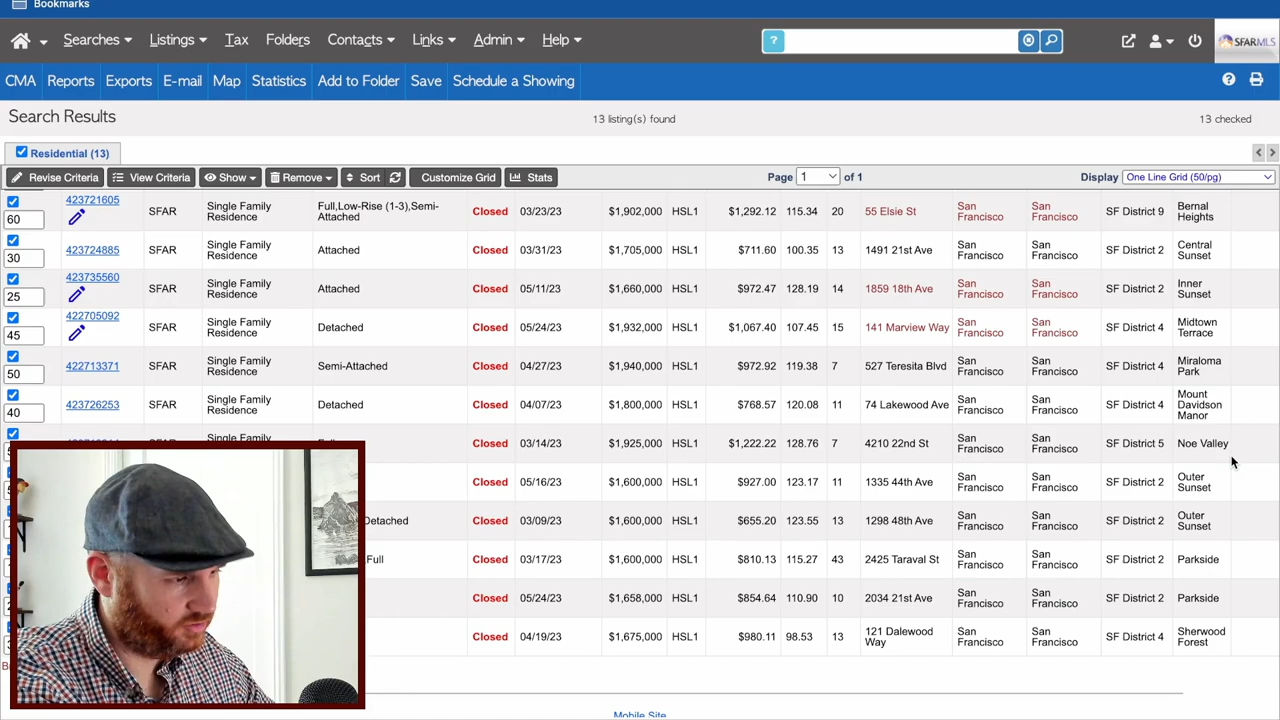 Bookmarks
Searches Listings Tax Folders Contacts Links Admin Help ? SFARMLS
CMA Reports Exports E-mail Map Statistics Add to Folder Save Schedule a Showing ?
Search Results 13 listing(s) found 13 checked
Residential (13)
Revise Criteria View Criteria Show Remove Sort Customize Grid Stats Page 1 of 1 Display One Line Grid (50/pg)
60 423721605 SFAR Single Family Residence Full,Low-Rise (1-3),Semi-Attached Closed 03/23/23 $1,902,000 HSL1 $1,292.12 115.34 20 55 Elsie St San Francisco San Francisco SF District 9 Bernal Heights
30 423724885 SFAR Single Family Residence Attached Closed 03/31/23 $1,705,000 HSL1 $711.60 100.35 13 1491 21st Ave San Francisco San Francisco SF District 2 Central Sunset
25 423735560 SFAR Single Family Residence Attached Closed 05/11/23 $1,660,000 HSL1 $972.47 128.19 14 1859 18th Ave San Francisco San Francisco SF District 2 Inner Sunset
45 422705092 SFAR Single Family Residence Detached Closed 05/24/23 $1,932,000 HSL1 $1,067.40 107.45 15 141 Marview Way San Francisco San Francisco SF District 4 Midtown Terrace
50 422713371 SFAR Single Family Residence Semi-Attached Closed 04/27/23 $1,940,000 HSL1 $972.92 119.38 7 527 Teresita Blvd San Francisco San Francisco SF District 4 Miraloma Park
40 423726253 SFAR Single Family Residence Detached Closed 04/07/23 $1,800,000 HSL1 $768.57 120.08 11 74 Lakewood Ave San Francisco San Francisco SF District 4 Mount Davidson Manor
Single Family Closed 03/14/23 $1,925,000 HSL1 $1,222.22 128.76 7 4210 22nd St San Francisco San Francisco SF District 5 Noe Valley
Closed 05/16/23 $1,600,000 HSL1 $927.00 123.17 11 1335 44th Ave San Francisco San Francisco SF District 2 Outer Sunset
Detached Closed 03/09/23 $1,600,000 HSL1 $655.20 123.55 13 1298 48th Ave San Francisco San Francisco SF District 2 Outer Sunset
Full Closed 03/17/23 $1,600,000 HSL1 $810.13 115.27 43 2425 Taraval St San Francisco San Francisco SF District 2 Parkside
Closed 05/24/23 $1,658,000 HSL1 $854.64 110.90 10 2034 21st Ave San Francisco San Francisco SF District 2 Parkside
Closed 04/19/23 $1,675,000 HSL1 $980.11 98.53 13 121 Dalewood Way San Francisco San Francisco SF District 4 Sherwood Forest
Mobile Site